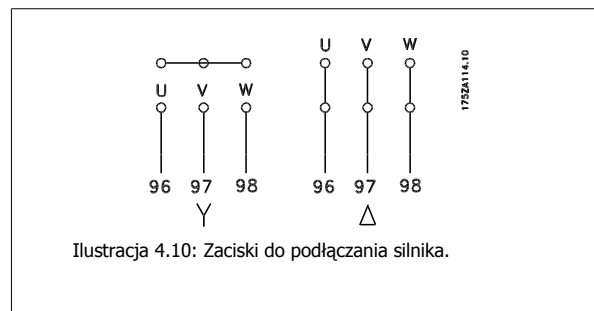 U V W
U V W
175ZA114.10
96 97 98
96 97 98
Y Δ
Ilustracja 4.10: Zaciski do podłączania silnika.